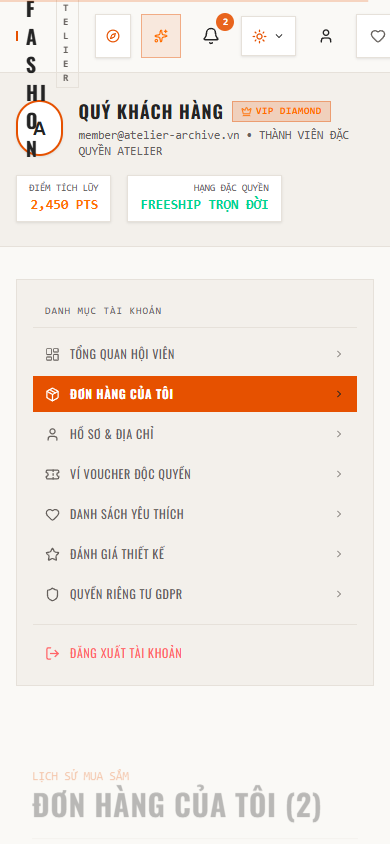 FASHION
ATELIER
2
A
QUÝ KHÁCH HÀNG
VIP DIAMOND
member@atelier-archive.vn • THÀNH VIÊN ĐẶC
QUYỀN ATELIER
ĐIỂM TÍCH LŨY
2,450 PTS
HẠNG ĐẶC QUYỀN
FREESHIP TRỌN ĐỜI
DANH MỤC TÀI KHOẢN
TỔNG QUAN HỘI VIÊN
ĐƠN HÀNG CỦA TÔI
HỒ SƠ & ĐỊA CHỈ
VÍ VOUCHER ĐỘC QUYỀN
DANH SÁCH YÊU THÍCH
ĐÁNH GIÁ THIẾT KẾ
QUYỀN RIÊNG TƯ GDPR
ĐĂNG XUẤT TÀI KHOẢN
LỊCH SỬ MUA SẮM
ĐƠN HÀNG CỦA TÔI (2)